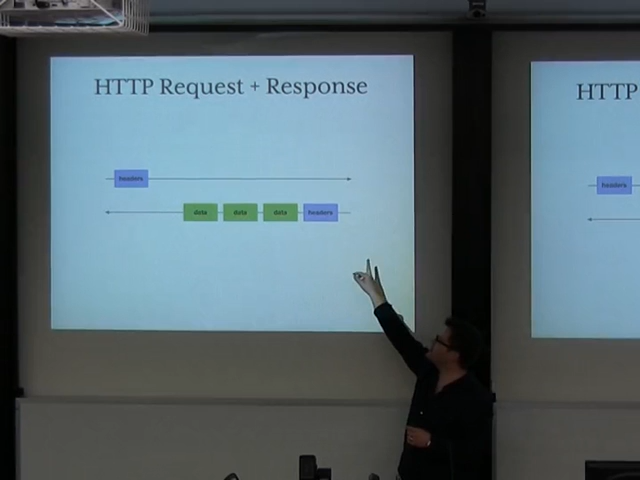 HTTP Request + Response
headers
data data data headers
HTTP
headers